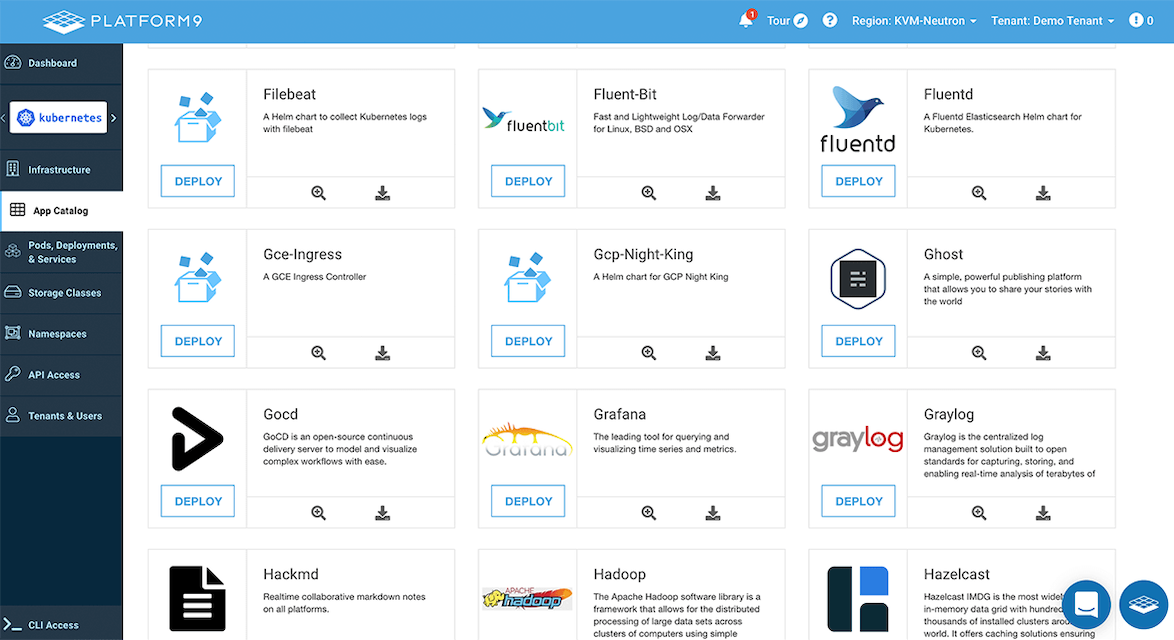 PLATFORM9
1
Tour
Region: KVM-Neutron
Tenant: Demo Tenant
0
Dashboard
kubernetes
Infrastructure
App Catalog
Pods, Deployments,
& Services
Storage Classes
Namespaces
API Access
Tenants & Users
CLI Access
Filebeat
A Helm chart to collect Kubernetes logs
with filebeat
DEPLOY
fluentbit
Fluent-Bit
Fast and Lightweight Log/Data Forwarder
for Linux, BSD and OSX
DEPLOY
fluentd
Fluentd
A Fluentd Elasticsearch Helm chart for
Kubernetes.
DEPLOY
Gce-Ingress
A GCE Ingress Controller
DEPLOY
Gcp-Night-King
A Helm chart for GCP Night King
DEPLOY
Ghost
A simple, powerful publishing platform
that allows you to share your stories with
the world
DEPLOY
Gocd
GoCD is an open-source continuous
delivery server to model and visualize
complex workflows with ease.
DEPLOY
Grafana
Grafana
The leading tool for querying and
visualizing time series and metrics.
DEPLOY
graylog
Graylog
Graylog is the centralized log
management solution built to open
standards for capturing, storing, and
enabling real-time analysis of terabytes of
DEPLOY
Hackmd
Realtime collaborative markdown notes
on all platforms.
APACHE
hadoop
Hadoop
The Apache Hadoop software library is a
framework that allows for the distributed
processing of large data sets across
clusters of computers using simple
Hazelcast
Hazelcast IMDG is the most
in-memory data grid with
thousands of installed clusters
world. It offers caching solutions ensuring